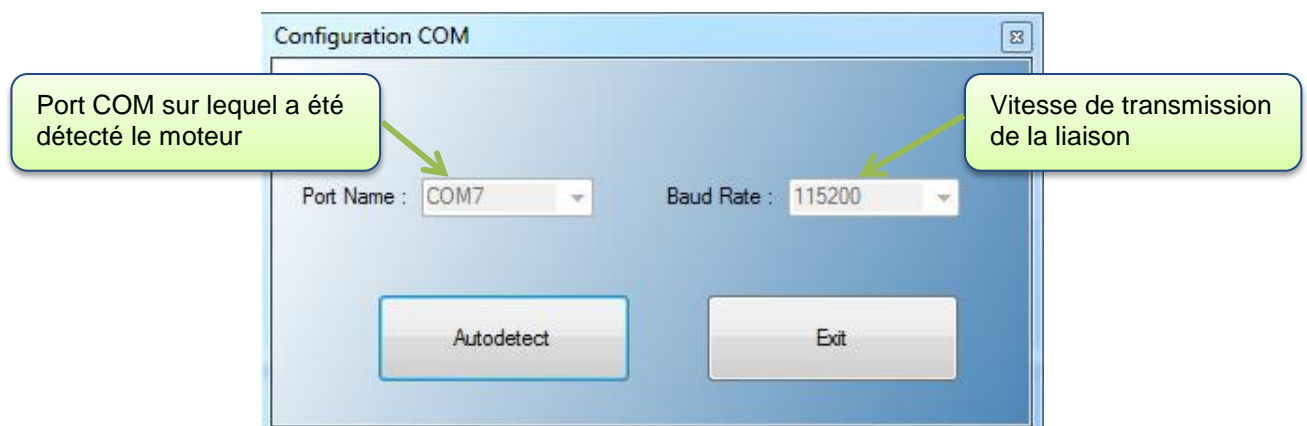 Configuration COM
Port COM sur lequel a été
détecté le moteur
Vitesse de transmission
de la liaison
Port Name : COM7 Baud Rate : 115200
Autodetect Exit